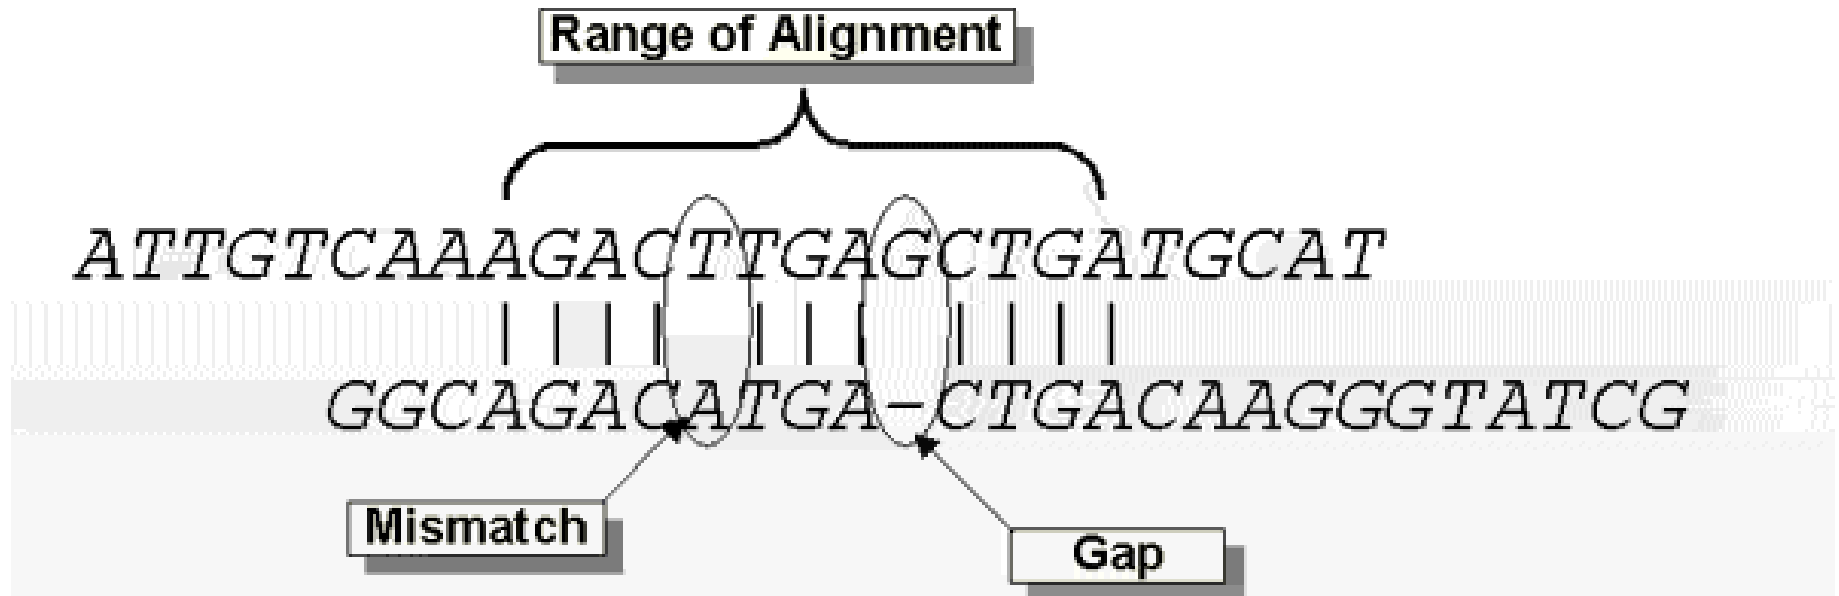 Range of Alignment
ATTGTCAAAGACTTGAGCTGATGCAT
GGCAGACATGA–CTGACAAGGGTATCG
Mismatch
Gap